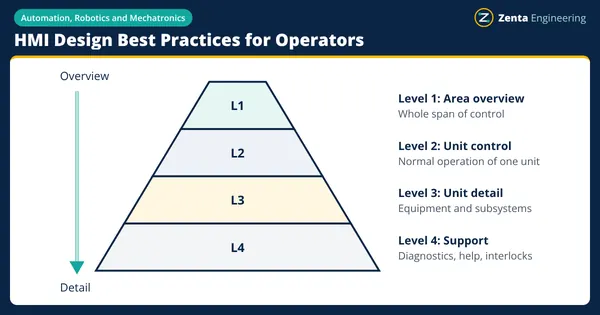 Automation, Robotics and Mechatronics
Zenta Engineering
HMI Design Best Practices for Operators
Overview
L1
L2
L3
L4
Detail
Level 1: Area overview
Whole span of control
Level 2: Unit control
Normal operation of one unit
Level 3: Unit detail
Equipment and subsystems
Level 4: Support
Diagnostics, help, interlocks